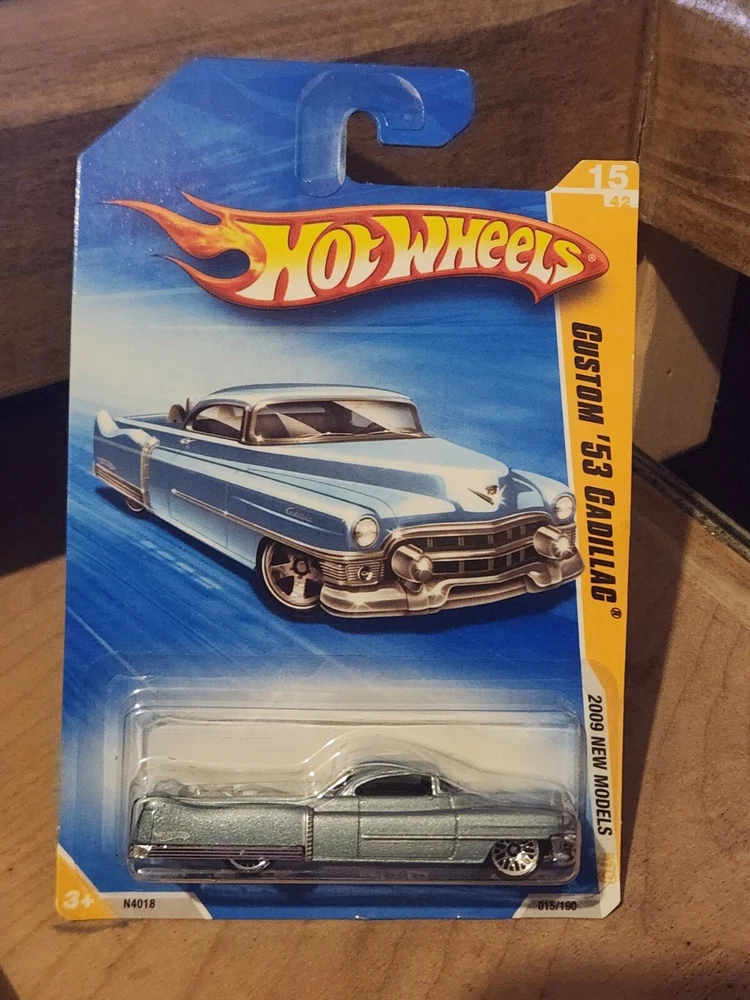 15
42
HOT WHEELS®
CUSTOM '53 CADILLAC®
2009 NEW MODELS
3+
N4018
015/190